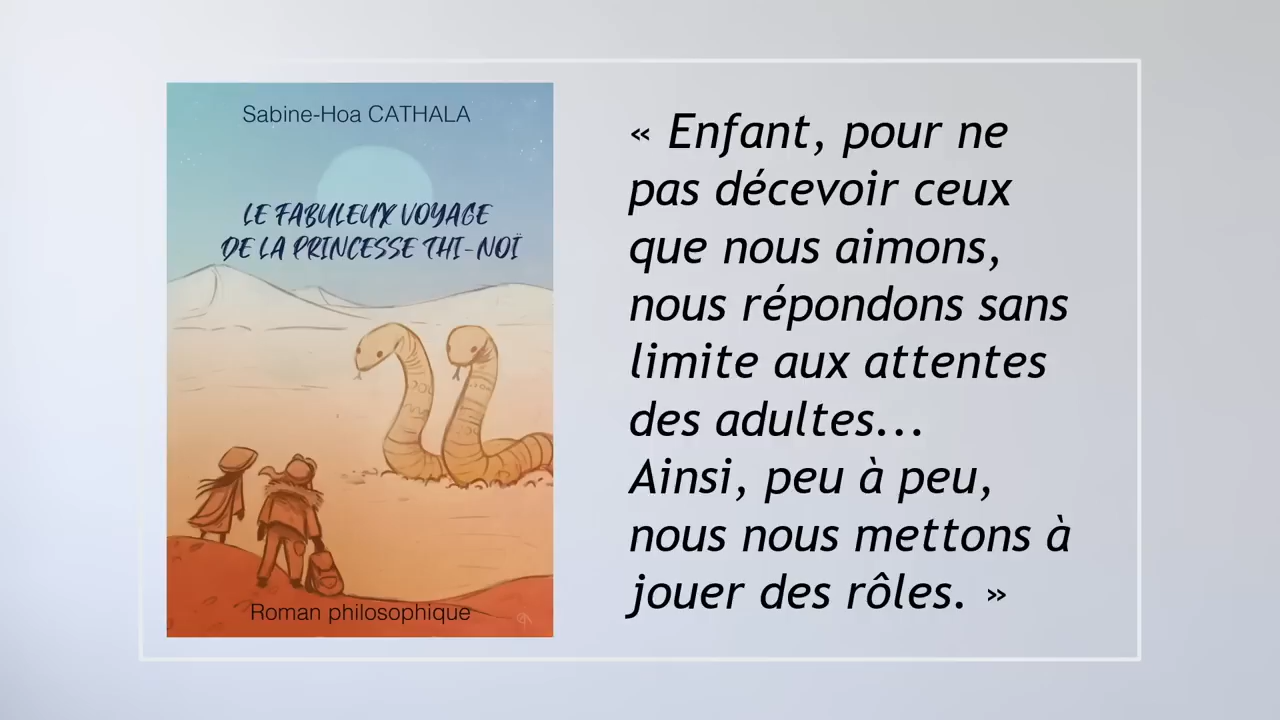 Sabine-Hoa CATHALA
LE FABULEUX VOYAGE
DE LA PRINCESSE THI-NOÏ
Roman philosophique
« Enfant, pour ne
pas décevoir ceux
que nous aimons,
nous répondons sans
limite aux attentes
des adultes...
Ainsi, peu à peu,
nous nous mettons à
jouer des rôles. »